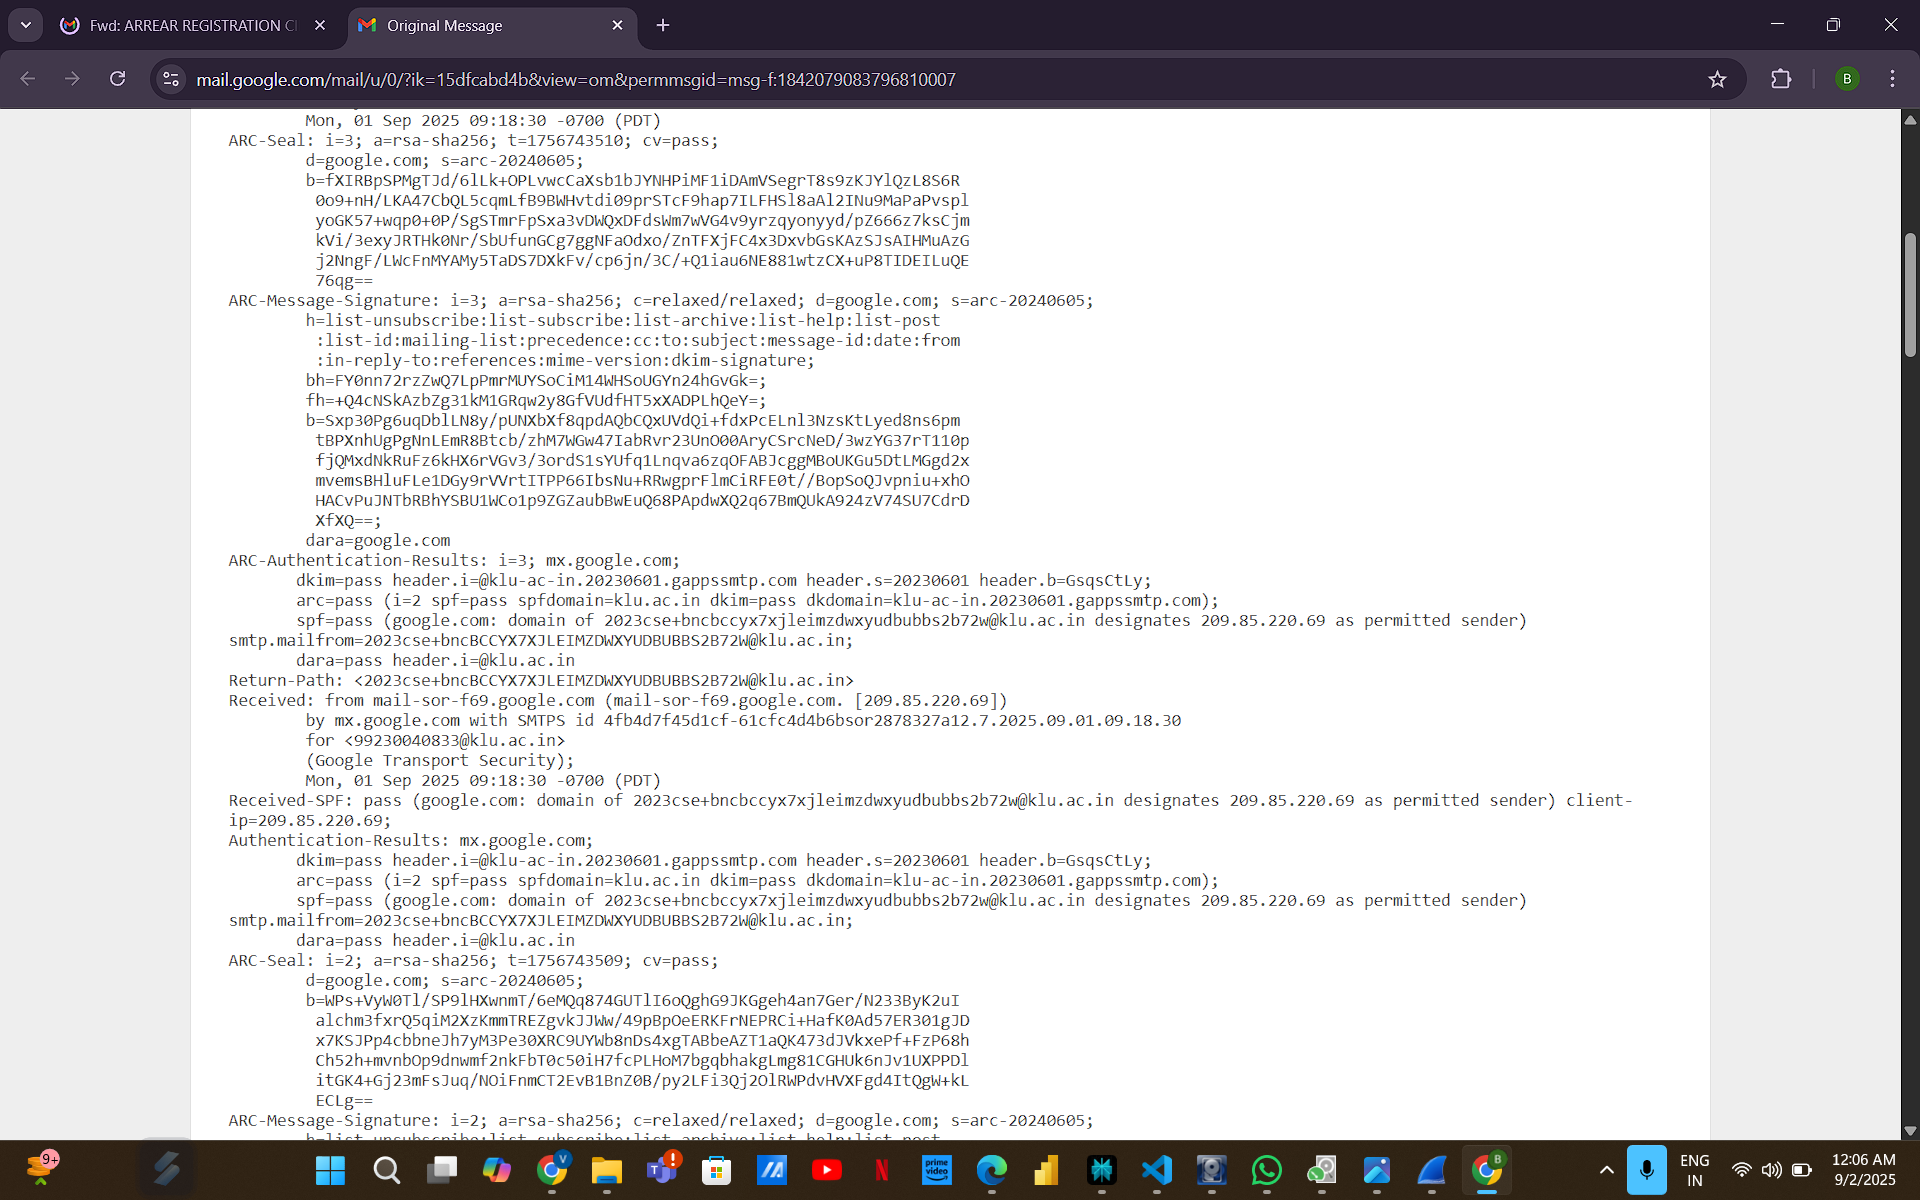 Fwd: ARREAR REGISTRATION CI
Original Message
mail.google.com/mail/u/0/?ik=15dfcabd4b&view=om&permmsgid=msg-f:1842079083796810007
B
Mon, 01 Sep 2025 09:18:30 -0700 (PDT)
ARC-Seal: i=3; a=rsa-sha256; t=1756743510; cv=pass;
d=google.com; s=arc-20240605;
b=fXIRBpSPMgTJd/6lLk+OPLvwcCaXsb1bJYNHPiMF1iDAmVSegrT8s9zKJYlQzL8S6R
0o9+nH/LKA47CbQL5cqmLfB9BWHvtdi09prSTcF9hap7ILFHSl8aAl2INu9MaPaPvspl
yoGK57+wqp0+0P/SgSTmrFpSxa3vDWQxDFdsWm7wVG4v9yrzqyonyyd/pZ666z7ksCjm
kVi/3exyJRTHk0Nr/SbUfunGCg7ggNFaOdxo/ZnTFXjFC4x3DxvbGsKAzSJsAIHMuAzG
j2NngF/LWcFnMYAMy5TaDS7DXkFv/cp6jn/3C/+Q1iau6NE881wtzCX+uP8TIDEILuQE
76qg==
ARC-Message-Signature: i=3; a=rsa-sha256; c=relaxed/relaxed; d=google.com; s=arc-20240605;
h=list-unsubscribe:list-subscribe:list-archive:list-help:list-post
:list-id:mailing-list:precedence:cc:to:subject:message-id:date:from
:in-reply-to:references:mime-version:dkim-signature;
bh=FY0nn72rzZwQ7LpPmrMUYSoCiM14WHSoUGYn24hGvGk=;
fh=+Q4cNSkAzbZg31kM1GRqw2y8GfVUdfHT5xXADPLhQeY=;
b=Sxp30Pg6uqDblLN8y/pUNXbXf8qpdAQbCQxUVdQi+fdxPcELnl3NzsKtLyed8ns6pm
tBPXnhUgPgNnLEmR8Btcb/zhM7WGw47IabRvr23UnO00AryCSrcNeD/3wzYG37rT110p
fjQMxdNkRuFz6kHX6rVGv3/3ordS1sYUfq1Lnqva6zqOFABJcggMBoUKGu5DtLMGgd2x
mvemsBHluFLe1DGy9rVVrtITPP66IbsNu+RRwgprFlmCiRFE0t//BopSoQJvpniu+xhO
HACvPuJNTbRBhYSBU1WCo1p9ZGZaubBwEuQ68PApdwXQ2q67BmQUkA924zV74SU7CdrD
XfXQ==;
dara=google.com
ARC-Authentication-Results: i=3; mx.google.com;
dkim=pass header.i=@klu-ac-in.20230601.gappssmtp.com header.s=20230601 header.b=GsqsCtLy;
arc=pass (i=2 spf=pass spfdomain=klu.ac.in dkim=pass dkdomain=klu-ac-in.20230601.gappssmtp.com);
spf=pass (google.com: domain of 2023cse+bncbccyx7xjleimzdwxyudbubbs2b72w@klu.ac.in designates 209.85.220.69 as permitted sender)
smtp.mailfrom=2023cse+bncBCCYX7XJLEIMZDWXYUDBUBBS2B72W@klu.ac.in;
dara=pass header.i=@klu.ac.in
Return-Path: <2023cse+bncBCCYX7XJLEIMZDWXYUDBUBBS2B72W@klu.ac.in>
Received: from mail-sor-f69.google.com (mail-sor-f69.google.com. [209.85.220.69])
by mx.google.com with SMTPS id 4fb4d7f45d1cf-61cfc4d4b6bsor2878327a12.7.2025.09.01.09.18.30
for <99230040833@klu.ac.in>
(Google Transport Security);
Mon, 01 Sep 2025 09:18:30 -0700 (PDT)
Received-SPF: pass (google.com: domain of 2023cse+bncbccyx7xjleimzdwxyudbubbs2b72w@klu.ac.in designates 209.85.220.69 as permitted sender) client-
ip=209.85.220.69;
Authentication-Results: mx.google.com;
dkim=pass header.i=@klu-ac-in.20230601.gappssmtp.com header.s=20230601 header.b=GsqsCtLy;
arc=pass (i=2 spf=pass spfdomain=klu.ac.in dkim=pass dkdomain=klu-ac-in.20230601.gappssmtp.com);
spf=pass (google.com: domain of 2023cse+bncbccyx7xjleimzdwxyudbubbs2b72w@klu.ac.in designates 209.85.220.69 as permitted sender)
smtp.mailfrom=2023cse+bncBCCYX7XJLEIMZDWXYUDBUBBS2B72W@klu.ac.in;
dara=pass header.i=@klu.ac.in
ARC-Seal: i=2; a=rsa-sha256; t=1756743509; cv=pass;
d=google.com; s=arc-20240605;
b=WPs+VyW0Tl/SP9lHXwnmT/6eMQq874GUTlI6oQghG9JKGgeh4an7Ger/N233ByK2uI
alchm3fxrQ5qiM2XzKmmTREZgvkJJWw/49pBpOeERKFrNEPRCi+HafK0Ad57ER301gJD
x7KSJPp4cbbneJh7yM3Pe30XRC9UYWb8nDs4xgTABbeAZT1aQK473dJVkxePf+FzP68h
Ch52h+mvnbOp9dnwmf2nkFbT0c50iH7fcPLHoM7bgqbhakgLmg81CGHUk6nJv1UXPPDl
itGK4+Gj23mFsJuq/NOiFnmCT2EvB1BnZ0B/py2LFi3Qj2OlRWPdvHVXFgd4ItQgW+kL
ECLg==
ARC-Message-Signature: i=2; a=rsa-sha256; c=relaxed/relaxed; d=google.com; s=arc-20240605;
h=list-unsubscribe:list-subscribe:list-archive:list-help:list-post
9+
V
prime video
B
ENG
IN
12:06 AM
9/2/2025